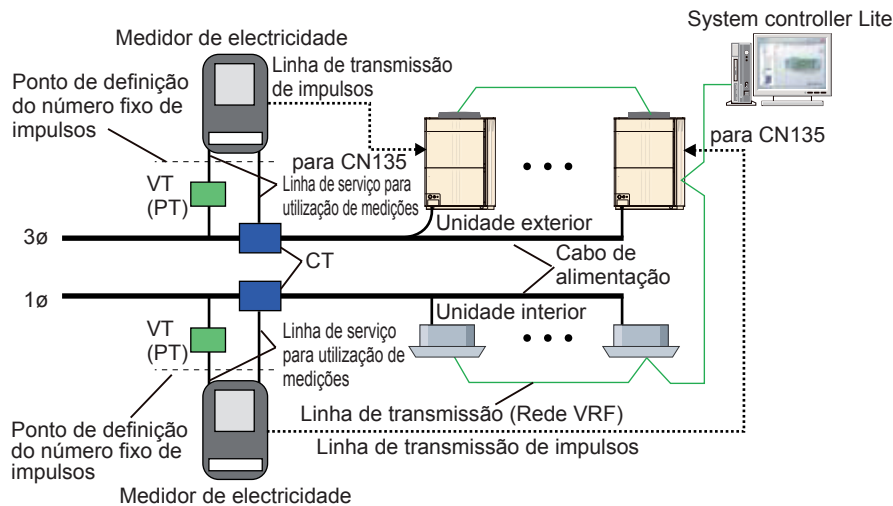 System controller Lite
Medidor de electricidade
Linha de transmissão
de impulsos
Ponto de definição
do número fixo de
impulsos
para CN135
para CN135
VT
(PT)
Linha de serviço para
utilização de medições
Unidade exterior
3ø
CT
Cabo de
alimentação
1ø
Unidade interior
VT
(PT)
Linha de serviço
para utilização de
medições
Linha de transmissão (Rede VRF)
Ponto de definição
do número fixo de
impulsos
Linha de transmissão de impulsos
Medidor de electricidade